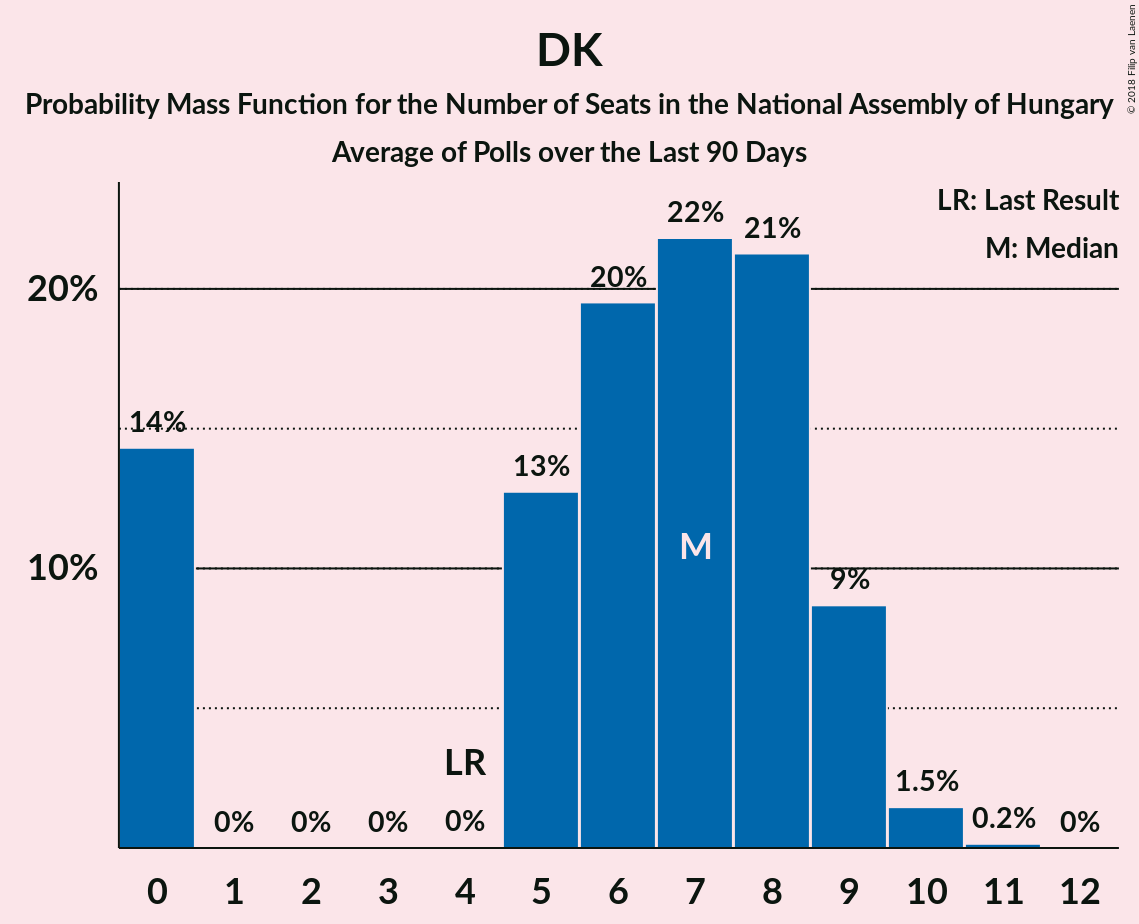 DK
Probability Mass Function for the Number of Seats in the National Assembly of Hungary
Average of Polls over the Last 90 Days
© 2018 Filip van Laenen
LR: Last Result
M: Median
22%
21%
20%
20%
14%
13%
M
10%
9%
LR
1.5%
0% 0% 0% 0% 0.2% 0%
0 1 2 3 4 5 6 7 8 9 10 11 12